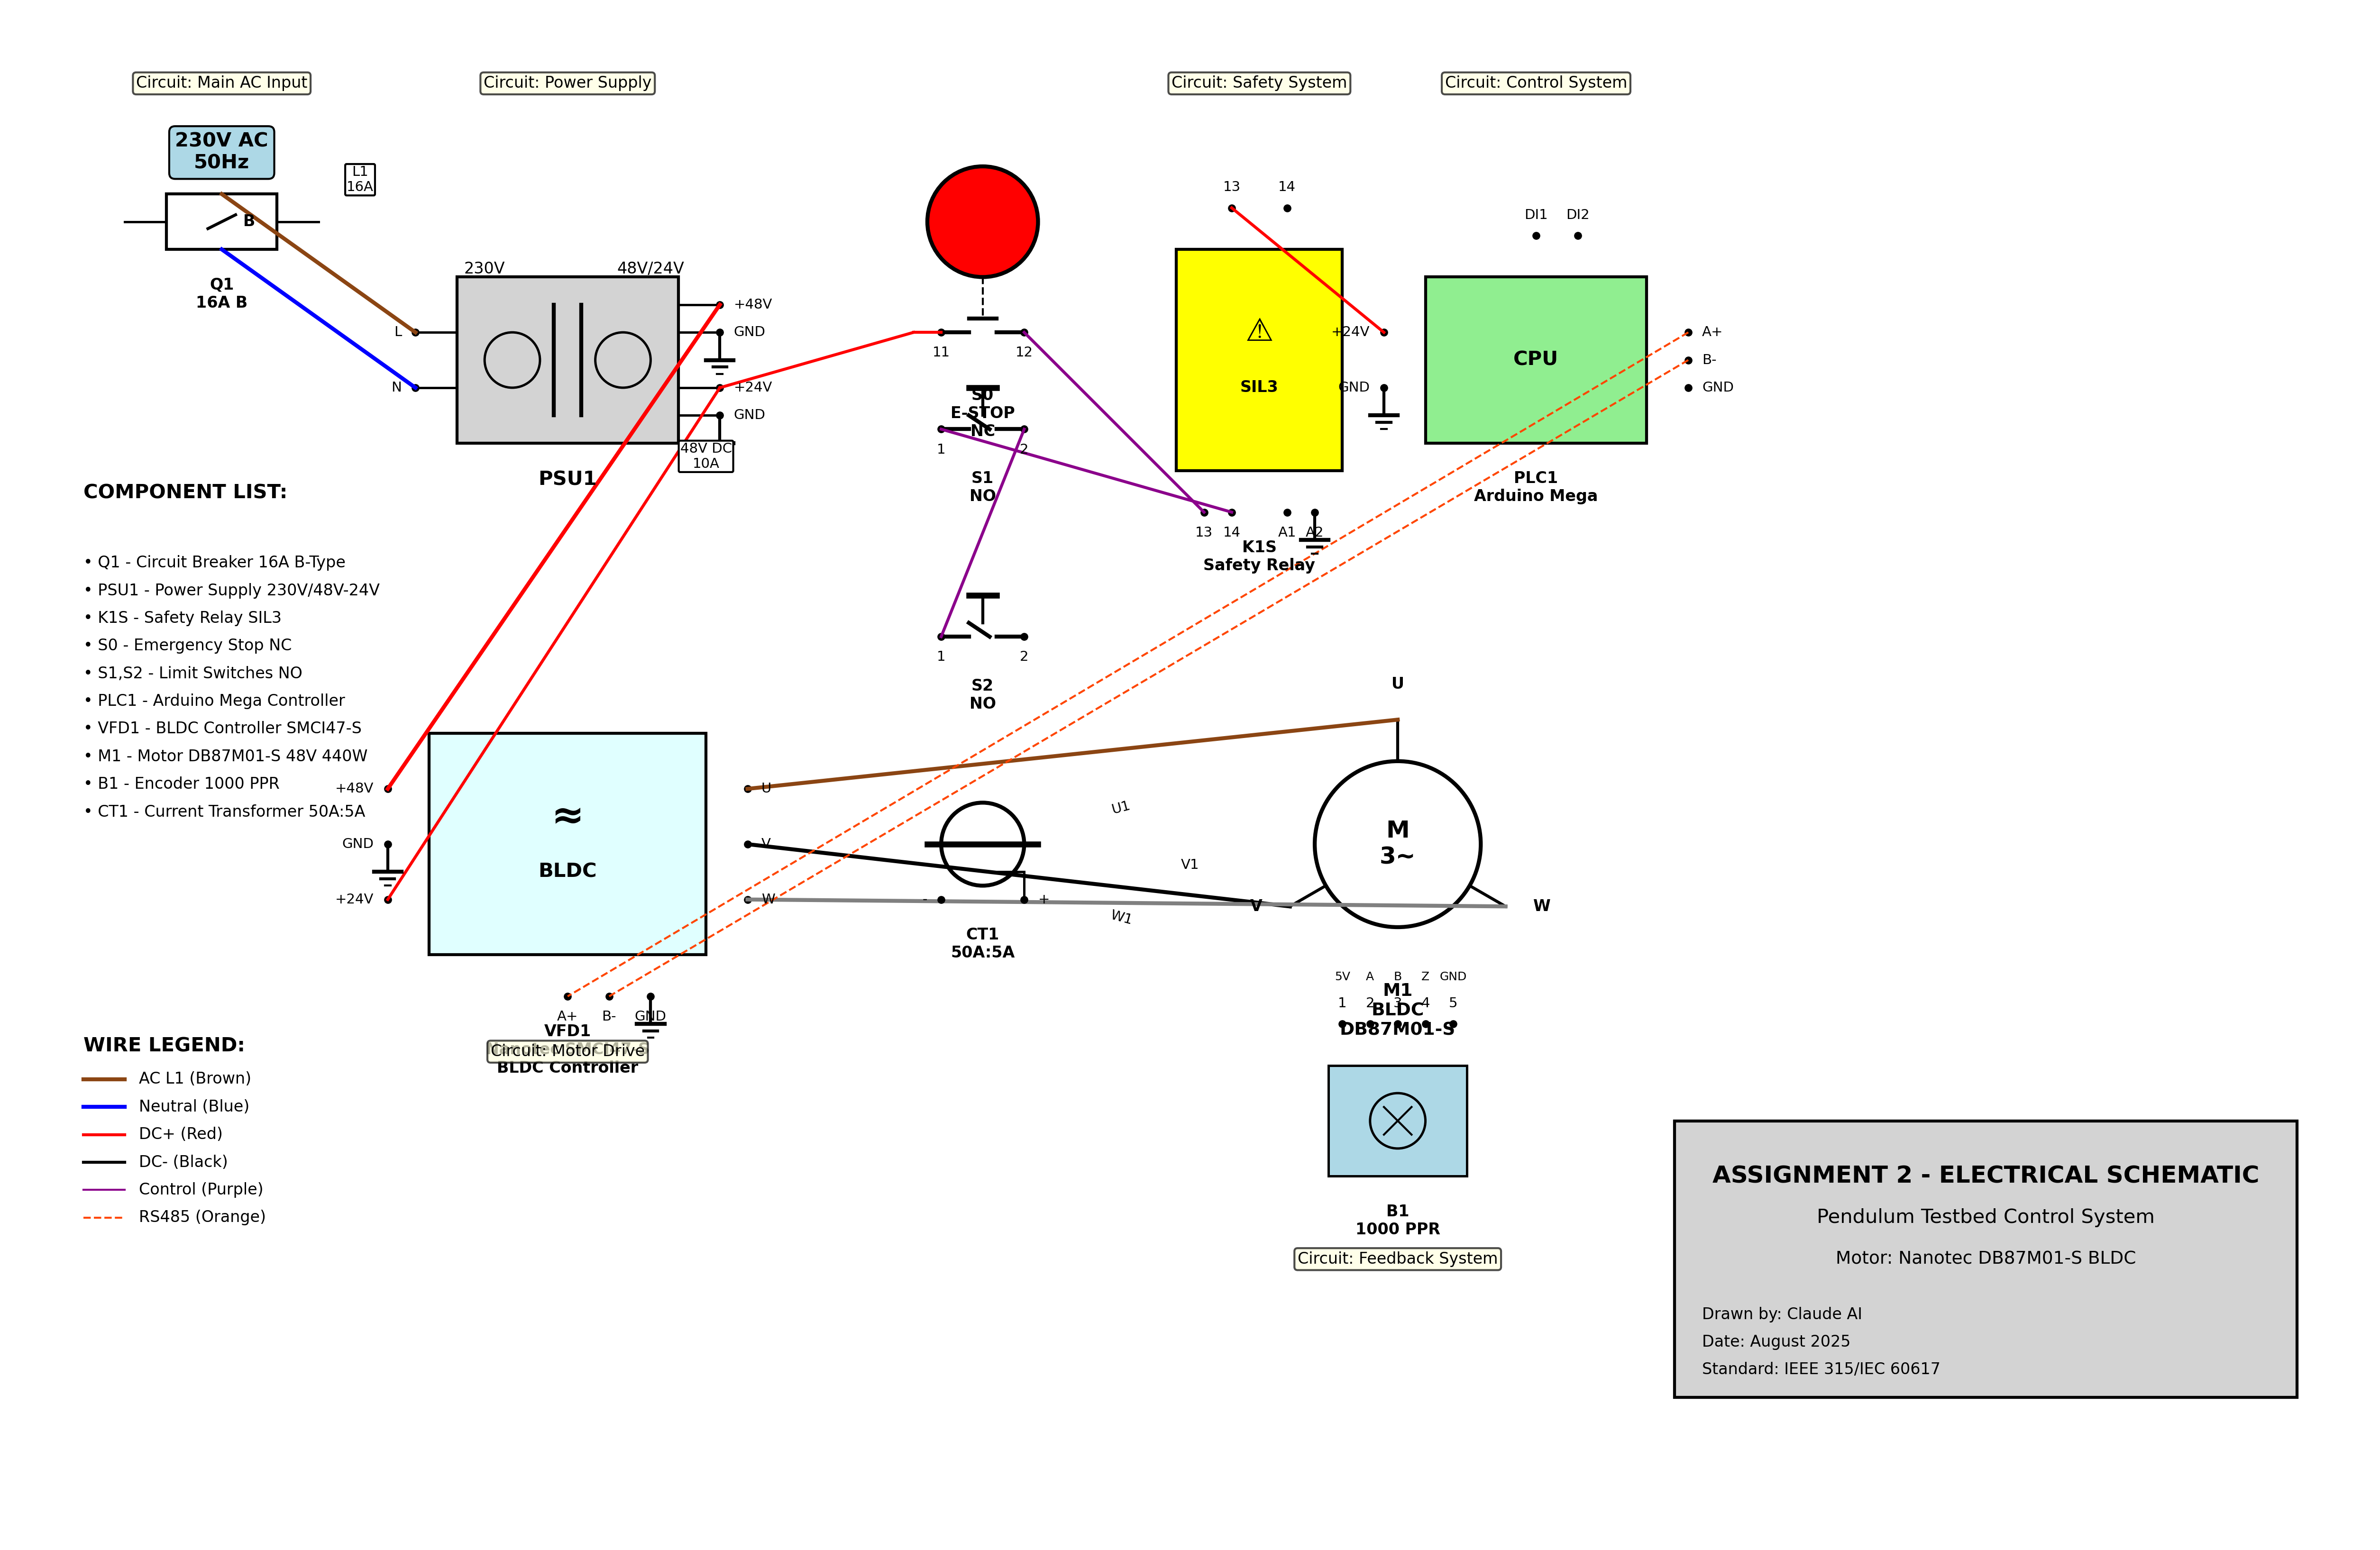 Circuit: Main AC Input
Circuit: Power Supply
Circuit: Safety System
Circuit: Control System
230V AC
50Hz
L1
16A
B
Q1
16A B
230V
48V/24V
L
N
+48V
GND
+24V
GND
48V DC
10A
PSU1
11
12
S0
E-STOP
NC
1
2
S1
NO
1
2
S2
NO
13
14
⚠
SIL3
13
14
A1
A2
K1S
Safety Relay
DI1
DI2
+24V
GND
CPU
A+
B-
GND
PLC1
Arduino Mega
COMPONENT LIST:
• Q1 - Circuit Breaker 16A B-Type
• PSU1 - Power Supply 230V/48V-24V
• K1S - Safety Relay SIL3
• S0 - Emergency Stop NC
• S1,S2 - Limit Switches NO
• PLC1 - Arduino Mega Controller
• VFD1 - BLDC Controller SMCI47-S
• M1 - Motor DB87M01-S 48V 440W
• B1 - Encoder 1000 PPR
• CT1 - Current Transformer 50A:5A
+48V
GND
+24V
≈
BLDC
U
V
W
A+
B-
GND
VFD1
Nanotec SMCI47-S
Circuit: Motor Drive
BLDC Controller
-
+
CT1
50A:5A
U1
V1
W1
U
M
3~
V
W
5V
A
B
Z
GND
1
2
3
4
5
M1
BLDC
DB87M01-S
B1
1000 PPR
Circuit: Feedback System
WIRE LEGEND:
AC L1 (Brown)
Neutral (Blue)
DC+ (Red)
DC- (Black)
Control (Purple)
RS485 (Orange)
ASSIGNMENT 2 - ELECTRICAL SCHEMATIC
Pendulum Testbed Control System
Motor: Nanotec DB87M01-S BLDC
Drawn by: Claude AI
Date: August 2025
Standard: IEEE 315/IEC 60617